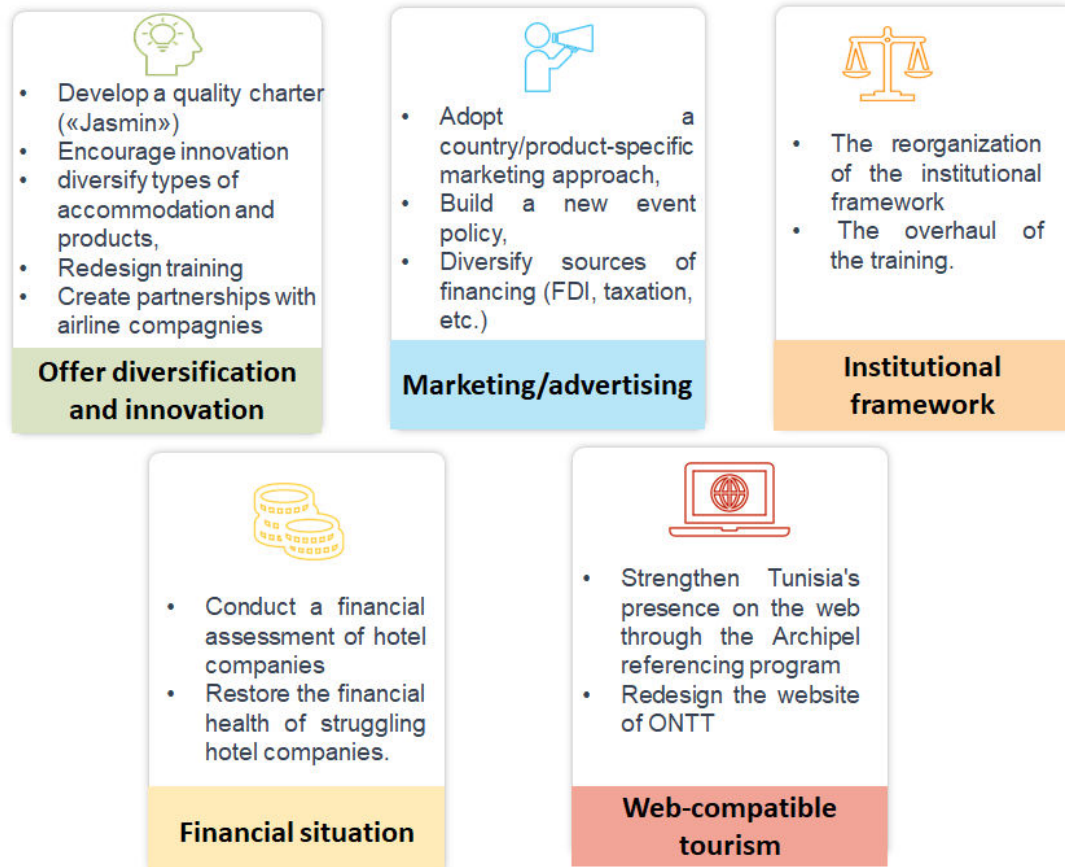 • Develop a quality charter
(«Jasmin»)
• Encourage innovation
• diversify types of
accommodation and
products,
• Redesign training
• Create partnerships with
airline compagnies
Offer diversification
and innovation
• Adopt a
country/product-specific
marketing approach,
• Build a new event
policy,
• Diversify sources of
financing (FDI, taxation,
etc.)
Marketing/advertising
• The reorganization
of the institutional
framework
• The overhaul of
the training.
Institutional
framework
• Conduct a financial
assessment of hotel
companies
• Restore the financial
health of struggling
hotel companies.
Financial situation
• Strengthen Tunisia's
presence on the web
through the Archipel
referencing program
• Redesign the website
of ONTT
Web-compatible
tourism